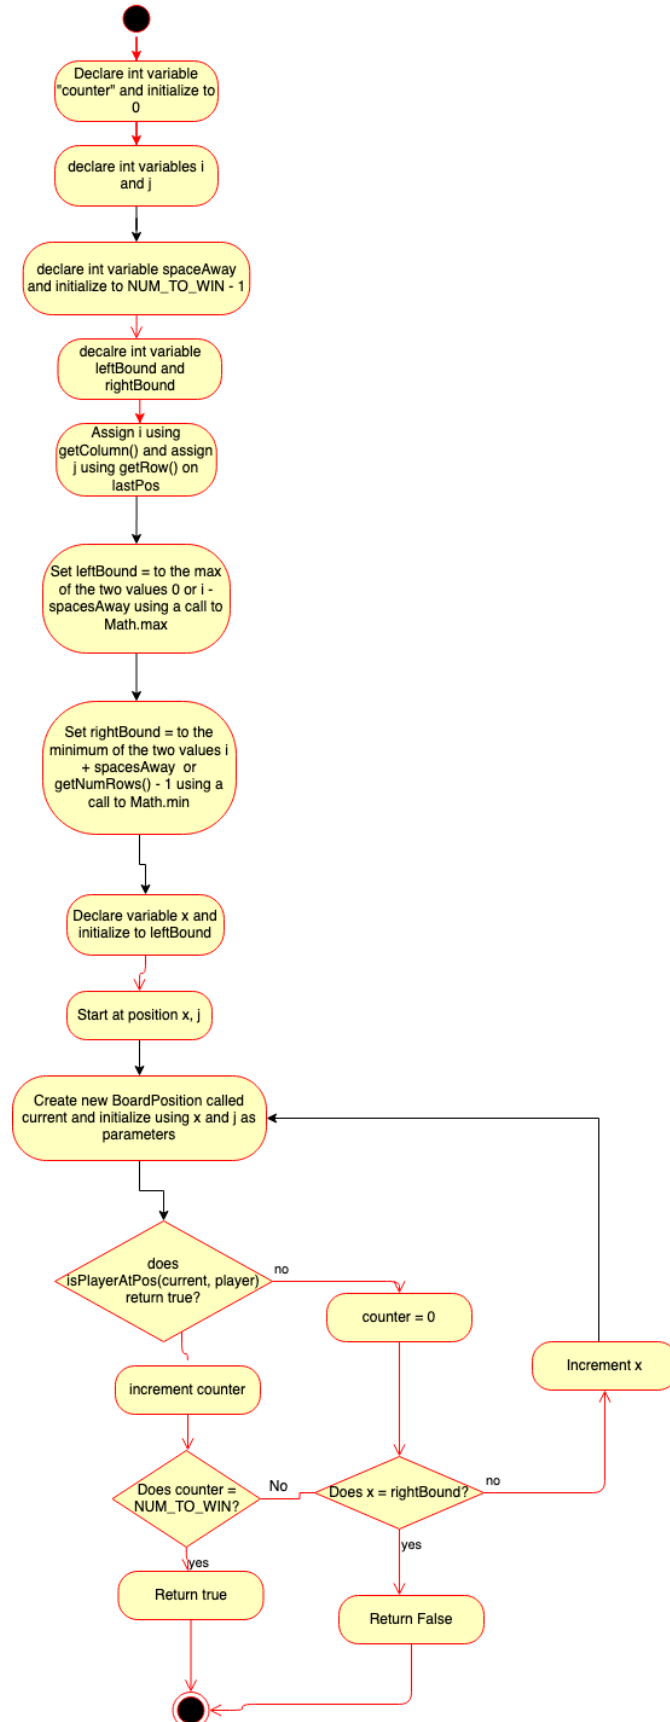 Declare int variable
"counter" and initialize to
0
declare int variables i
and j
declare int variable spaceAway
and initialize to NUM_TO_WIN - 1
decalre int variable
leftBound and
rightBound
Assign i using
getColumn() and assign
j using getRow() on
lastPos
Set leftBound = to the max
of the two values 0 or i -
spacesAway using a call to
Math.max
Set rightBound = to the
minimum of the two values i
+ spacesAway or
getNumRows() - 1 using a
call to Math.min
Declare variable x and
initialize to leftBound
Start at position x, j
Create new BoardPosition called
current and initialize using x and j as
parameters
does
isPlayerAtPos(current, player)
return true?
no
counter = 0
Increment x
increment counter
Does counter =
NUM_TO_WIN?
No
Does x = rightBound?
no
yes
yes
Return true
Return False